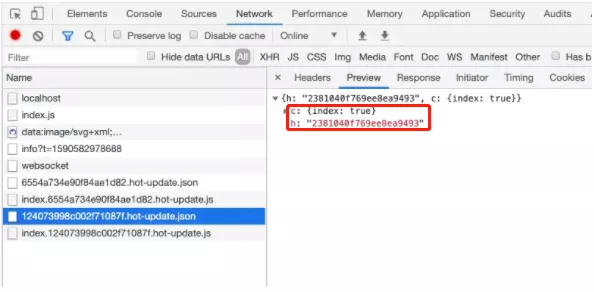 Elements Console Sources Network Performance Memory Application Security Audits
Preserve log Disable cache Online
Filter Hide data URLs All XHR JS CSS Img Media Font Doc WS Manifest Other Has b
Name
× Headers Preview Response Initiator Timing Cookies
localhost
index.js
data:image/svg+xml;...
info?t=1590582978688
websocket
6554a734e90f84ae1d82.hot-update.json
index.6554a734e90f84ae1d82.hot-update.js
124073998c002f71087f.hot-update.json
index.124073998c002f71087f.hot-update.js
{h: "2381040f769ee8ea9493", c: {index: true}}
c: {index: true}
h: "2381040f769ee8ea9493"